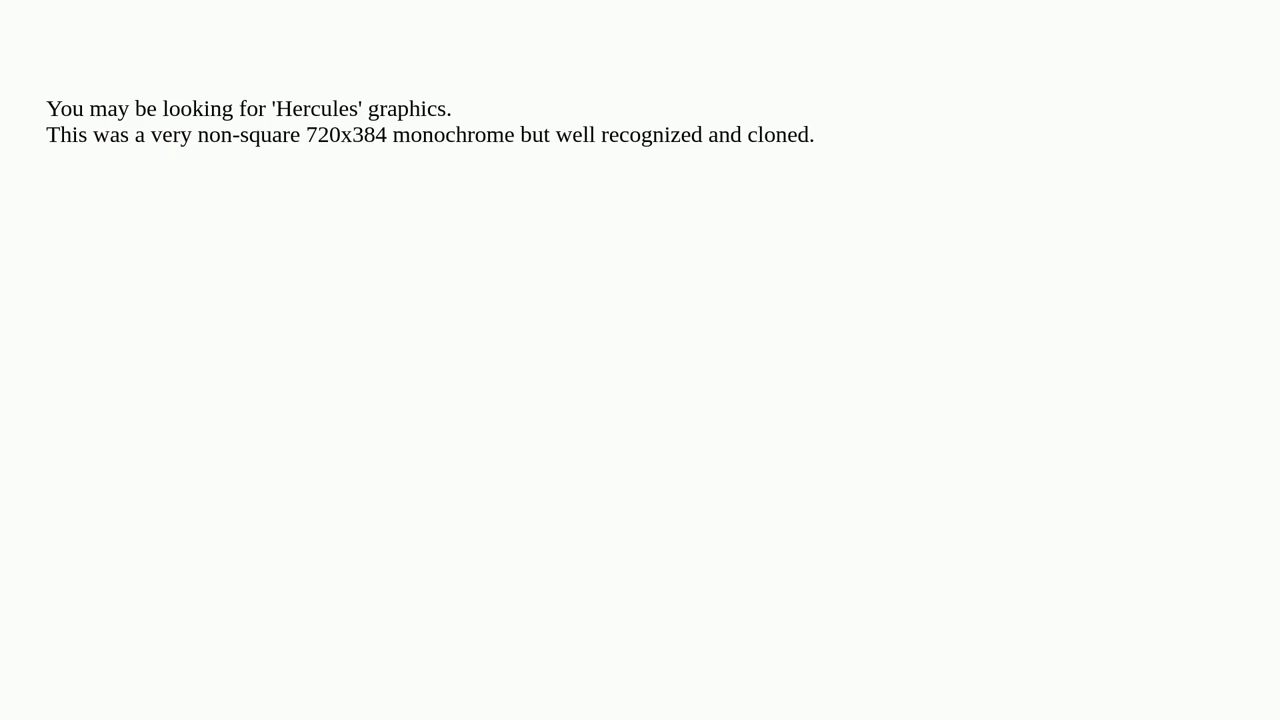 You may be looking for 'Hercules' graphics.
This was a very non-square 720x384 monochrome but well recognized and cloned.